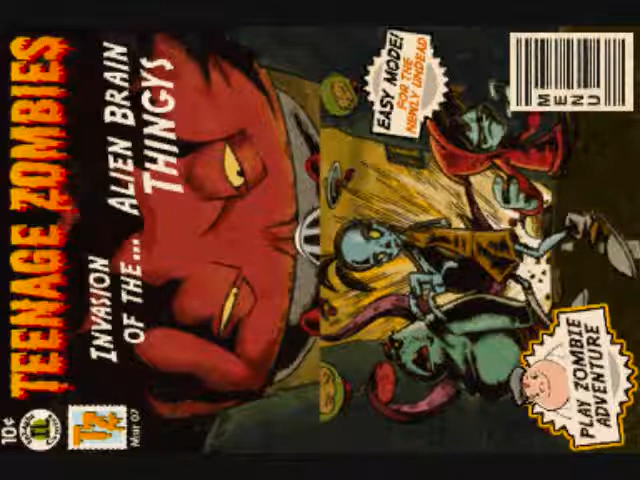 TEENAGE ZOMBIES
INVASION
OF THE...
ALIEN BRAIN
THINGYS
10¢
TZ
Mar 07
EASY MODE!
FOR THE
NEWLY UNDEAD
MENU
PLAY ZOMBIE
ADVENTURE